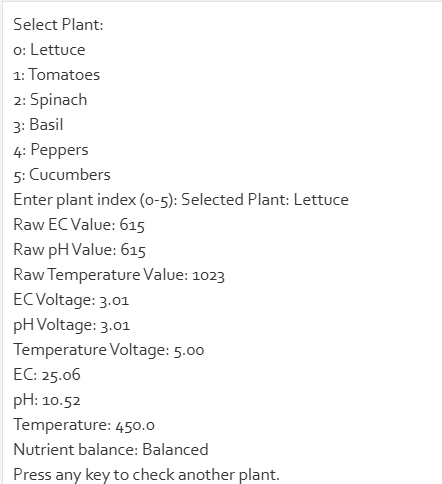 Select Plant:
0: Lettuce
1: Tomatoes
2: Spinach
3: Basil
4: Peppers
5: Cucumbers
Enter plant index (0-5): Selected Plant: Lettuce
Raw EC Value: 615
Raw pH Value: 615
Raw Temperature Value: 1023
EC Voltage: 3.01
pH Voltage: 3.01
Temperature Voltage: 5.00
EC: 25.06
pH: 10.52
Temperature: 450.0
Nutrient balance: Balanced
Press any key to check another plant.